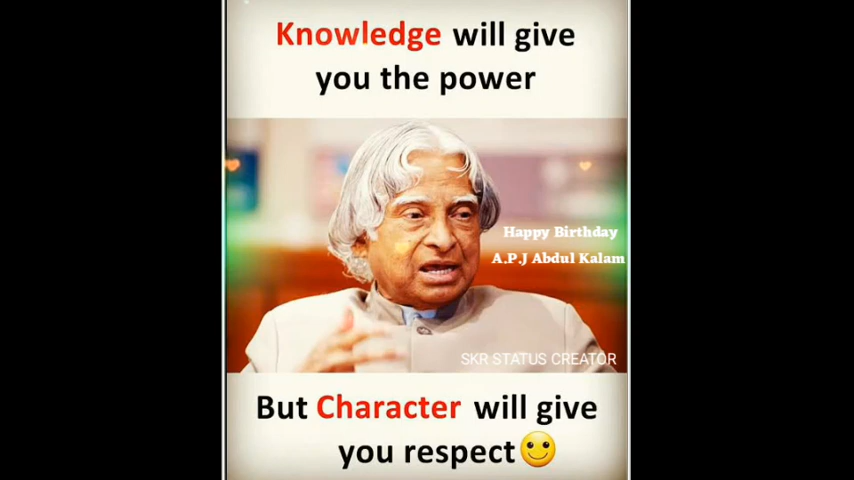 Knowledge will give
you the power
Happy Birthday
A.P.J Abdul Kalam
SKR STATUS CREATOR
But Character will give
you respect🙂